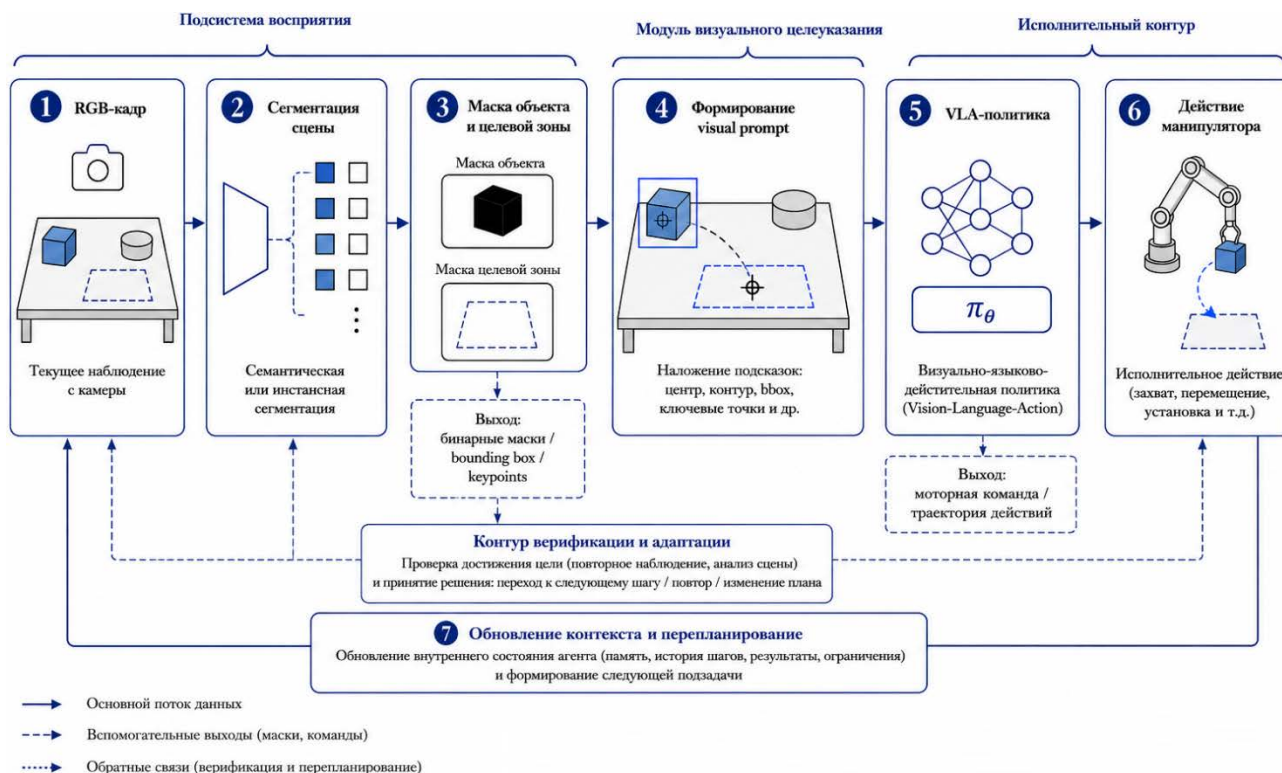 Подсистема восприятия
Модуль визуального целеуказания
Исполнительный контур
1
RGB-кадр
Текущее наблюдение
с камеры
2
Сегментация
сцены
Семантическая
или инстансная
сегментация
3
Маска объекта
и целевой зоны
Маска объекта
Маска целевой зоны
Выход:
бинарные маски /
bounding box /
keypoints
4
Формирование
visual prompt
Наложение подсказок:
центр, контур, bbox,
ключевые точки и др.
5
VLA-политика
πθ
Визуально-языково-
дейстительная политика
(Vision-Language-Action)
Выход:
моторная команда /
траектория действий
6
Действие
манипулятора
Исполнительное действие
(захват, перемещение,
установка и т.д.)
Контур верификации и адаптации
Проверка достижения цели (повторное наблюдение, анализ сцены)
и принятие решения: переход к следующему шагу / повтор / изменение плана
7 Обновление контекста и перепланирование
Обновление внутреннего состояния агента (память, история шагов, результаты, ограничения)
и формирование следующей подзадачи
Основной поток данных
Вспомогательные выходы (маски, команды)
Обратные связи (верификация и перепланирование)